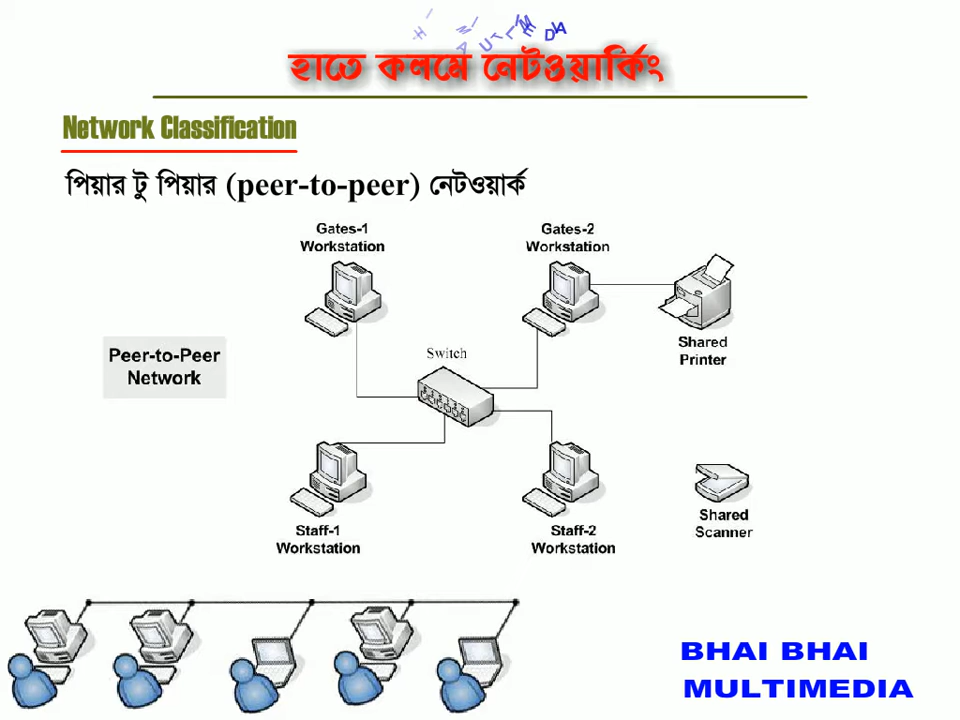 হাতে কলমে নেটওয়ার্কিং
Network Classification
পিয়ার টু পিয়ার (peer-to-peer) নেটওয়ার্ক
Gates-1
Workstation
Gates-2
Workstation
Shared
Printer
Switch
Peer-to-Peer
Network
Staff-1
Workstation
Staff-2
Workstation
Shared
Scanner
BHAI BHAI
MULTIMEDIA